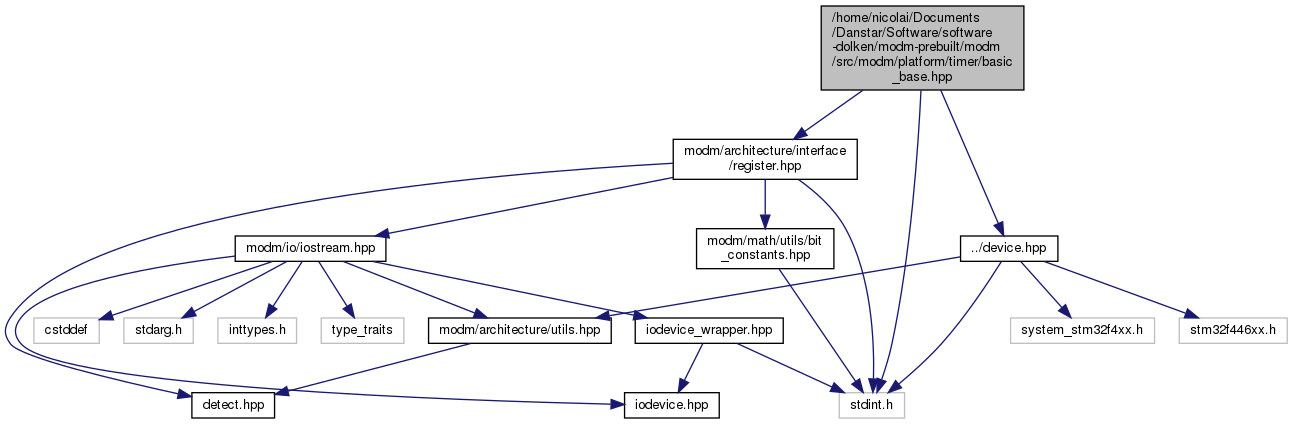 /home/nicolai/Documents
/Danstar/Software/software
-dolken/modm-prebuilt/modm
/src/modm/platform/timer/basic
_base.hpp
modm/architecture/interface
/register.hpp
modm/io/iostream.hpp
modm/math/utils/bit
_constants.hpp
../device.hpp
cstddef
stdarg.h
inttypes.h
type_traits
modm/architecture/utils.hpp
iodevice_wrapper.hpp
system_stm32f4xx.h
stm32f446xx.h
detect.hpp
iodevice.hpp
stdint.h